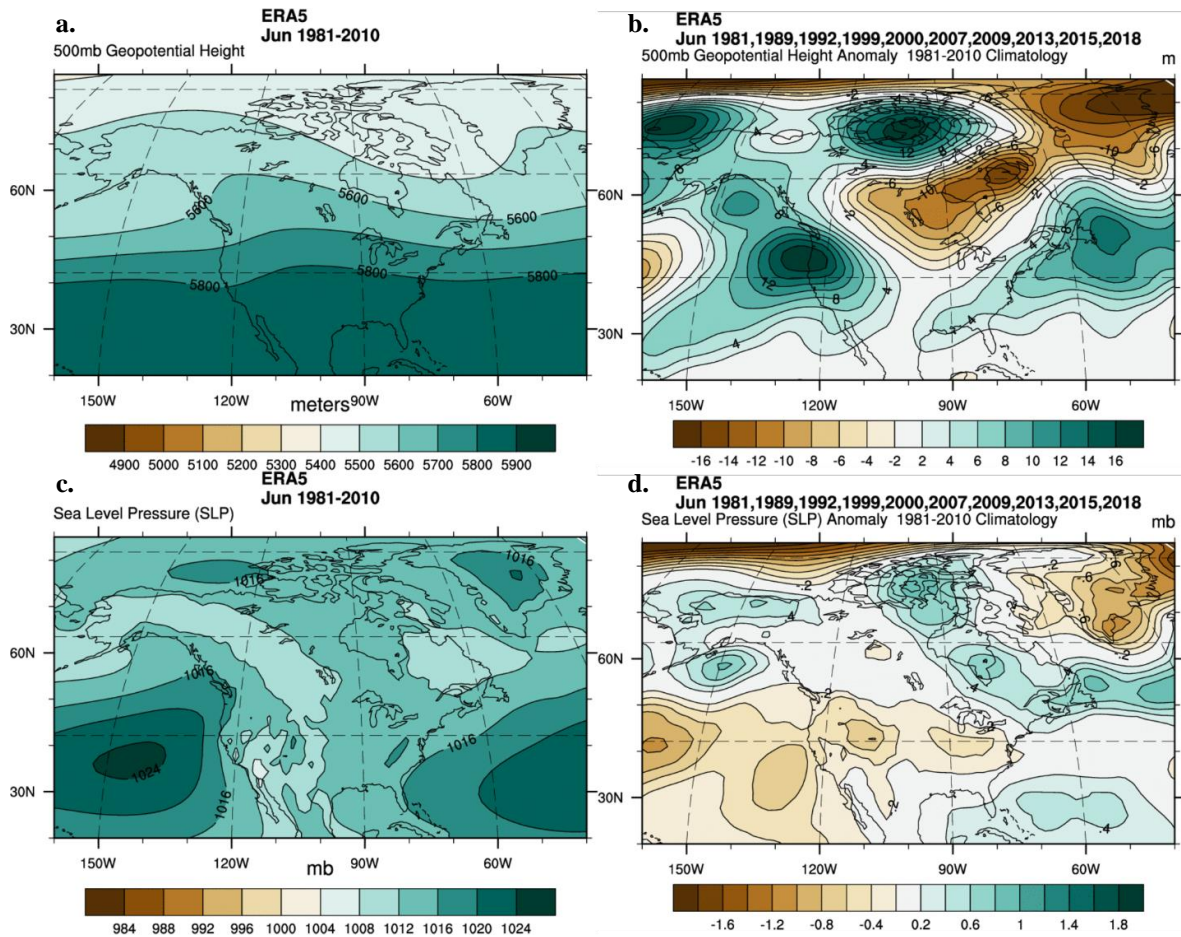 a.
ERA5
Jun 1981-2010
500mb Geopotential Height
5600
5600
5600
5800
5800
5800
60N
30N
150W
120W
90W
60W
meters
4900 5000 5100 5200 5300 5400 5500 5600 5700 5800 5900
b.
ERA5
Jun 1981,1989,1992,1999,2000,2007,2009,2013,2015,2018
500mb Geopotential Height Anomaly 1981-2010 Climatology
m
60N
30N
150W
120W
90W
60W
-16 -14 -12 -10 -8 -6 -4 -2 2 4 6 8 10 12 14 16
c.
ERA5
Jun 1981-2010
Sea Level Pressure (SLP)
1016
1016
1016
1024
1016
1016
60N
30N
150W
120W
90W
60W
mb
984 988 992 996 1000 1004 1008 1012 1016 1020 1024
d.
ERA5
Jun 1981,1989,1992,1999,2000,2007,2009,2013,2015,2018
Sea Level Pressure (SLP) Anomaly 1981-2010 Climatology
mb
60N
30N
150W
120W
90W
60W
-1.6 -1.2 -0.8 -0.4 0.2 0.6 1 1.4 1.8